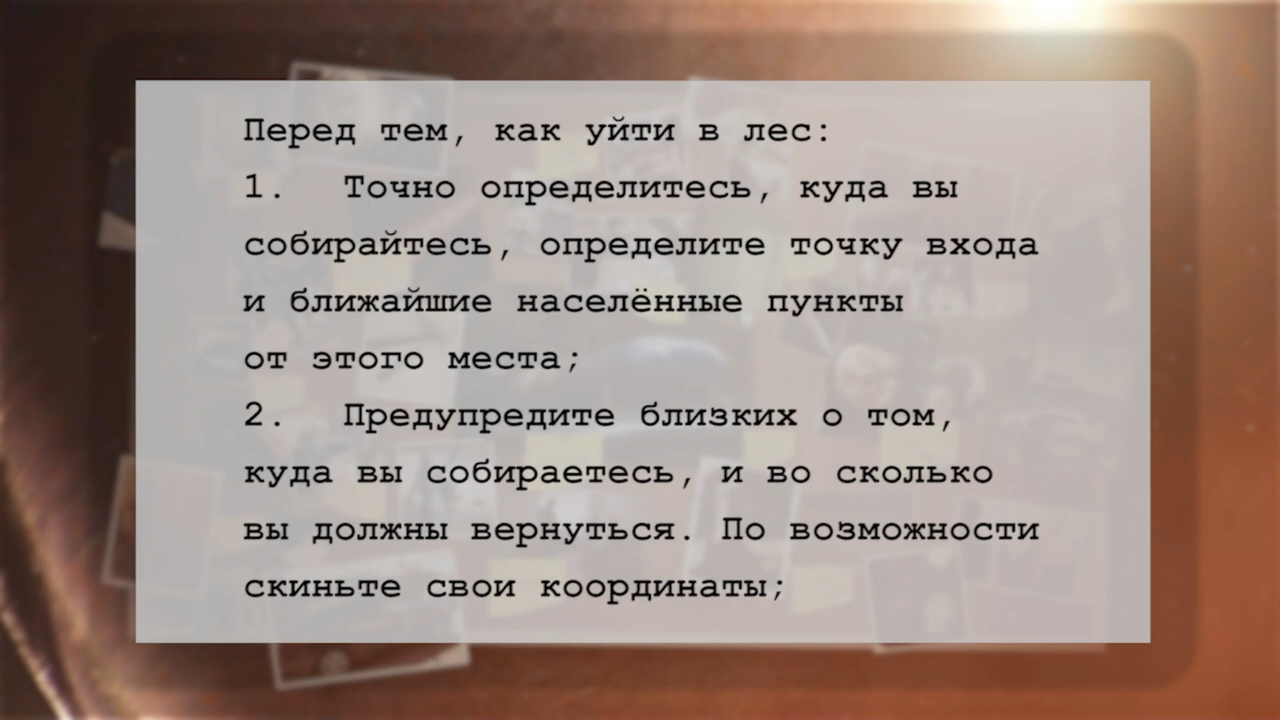 Перед тем, как уйти в лес:
1. Точно определитесь, куда вы
собирайтесь, определите точку входа
и ближайшие населённые пункты
от этого места;
2. Предупредите близких о том,
куда вы собираетесь, и во сколько
вы должны вернуться. По возможности
скиньте свои координаты;